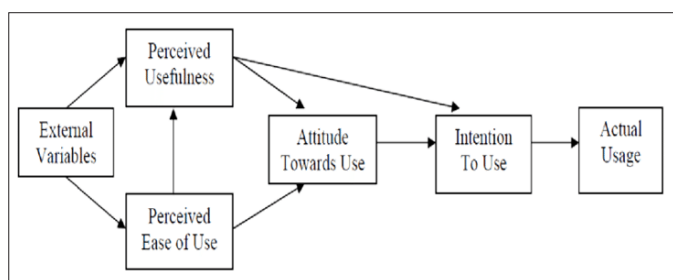 Perceived
Usefulness
External
Variables
Attitude
Towards Use
Intention
To Use
Actual
Usage
Perceived
Ease of Use